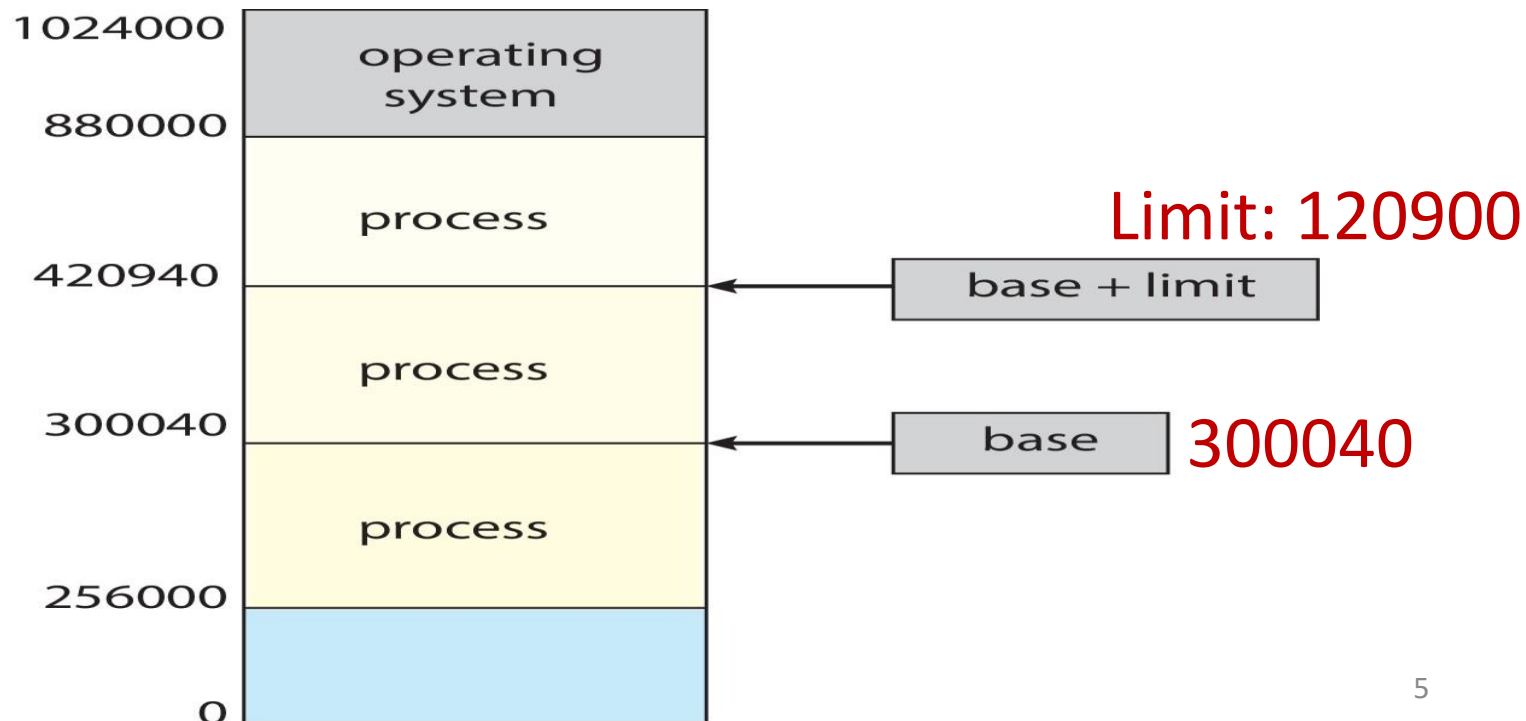 1024000
operating
system
880000
process
Limit: 120900
420940
base + limit
process
300040
base
300040
process
256000
0
5